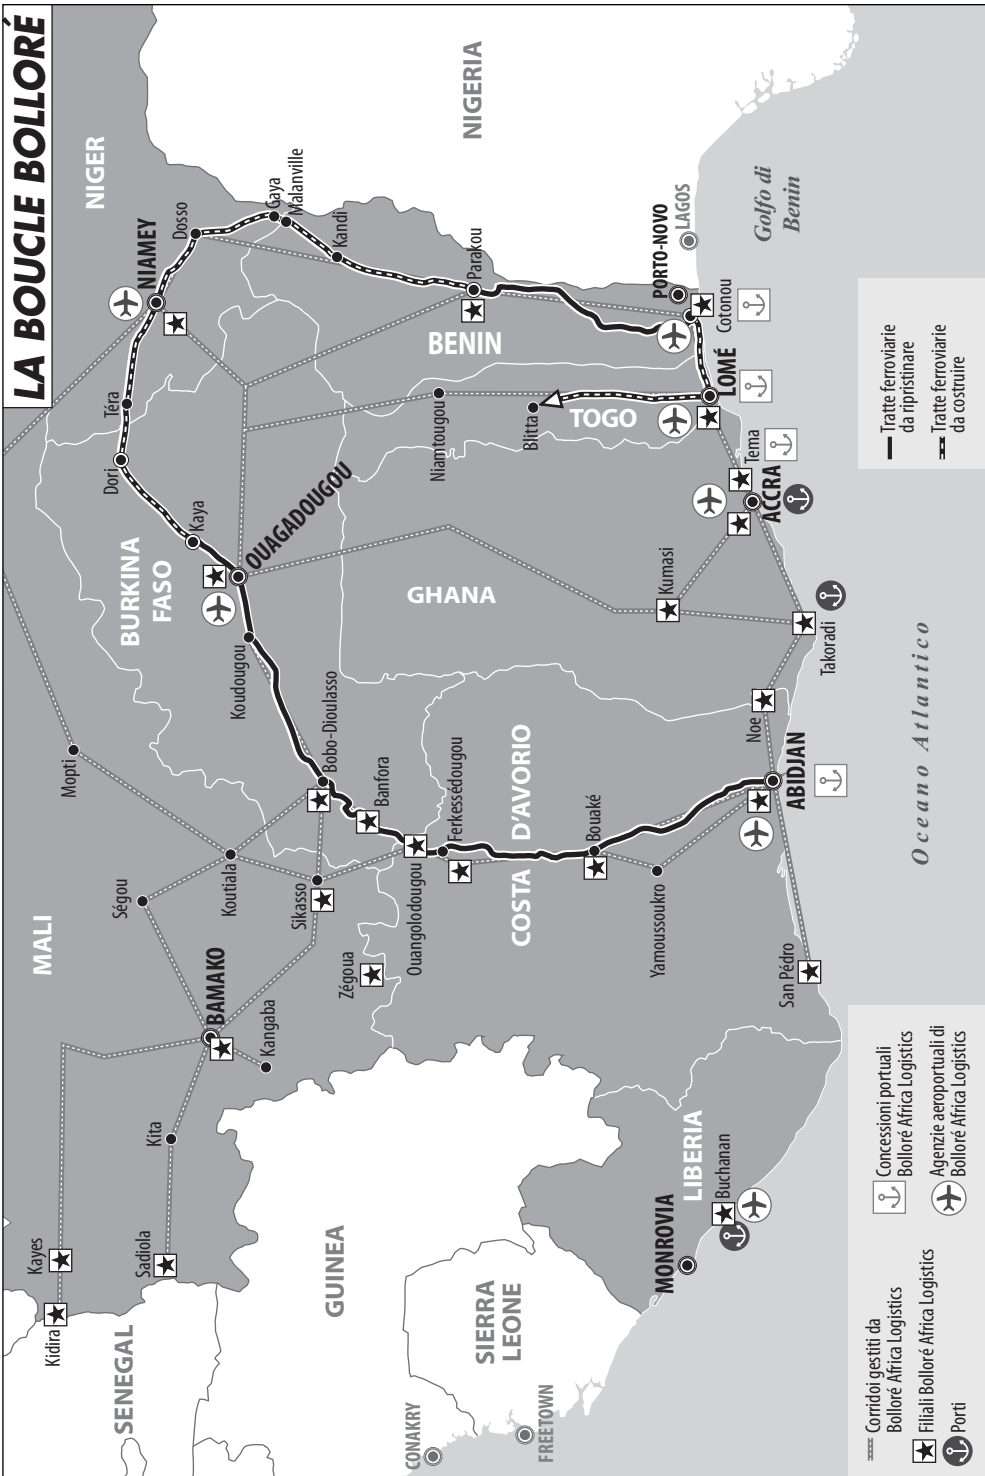 LA BOUCLE BOLLORÉ
SENEGAL
Kidira
Kayes
Sadiola
Kita
MALI
BAMAKO
Kangaba
Ségou
Koutiala
Sikasso
Zégoua
Mopti
BURKINA
FASO
Bobo-Dioulasso
Banfora
Koudougou
OUAGADOUGOU
Kaya
Dori
Téra
NIAMEY
NIGER
Dosso
Gaya
Malanville
Kandi
Parakou
BENIN
NIGERIA
PORTO-NOVO
LAGOS
Cotonou
Golfo di
Benin
Niamtougou
Blitta
TOGO
LOMÉ
Tema
ACCRA
GHANA
Kumasi
Takoradi
Noe
ABIDJAN
COSTA D'AVORIO
Ouangolodougou
Ferkessédougou
Bouaké
Yamoussoukro
San Pédro
GUINEA
CONAKRY
SIERRA
LEONE
FREETOWN
LIBERIA
MONROVIA
Buchanan
Oceano Atlantico
Corridoi gestiti da
Bolloré Africa Logistics
Filiali Bolloré Africa Logistics
Porti
Concessioni portuali
Bolloré Africa Logistics
Agenzie aeroportuali di
Bolloré Africa Logistics
Tratte ferroviarie
da ripristinare
Tratte ferroviarie
da costruire